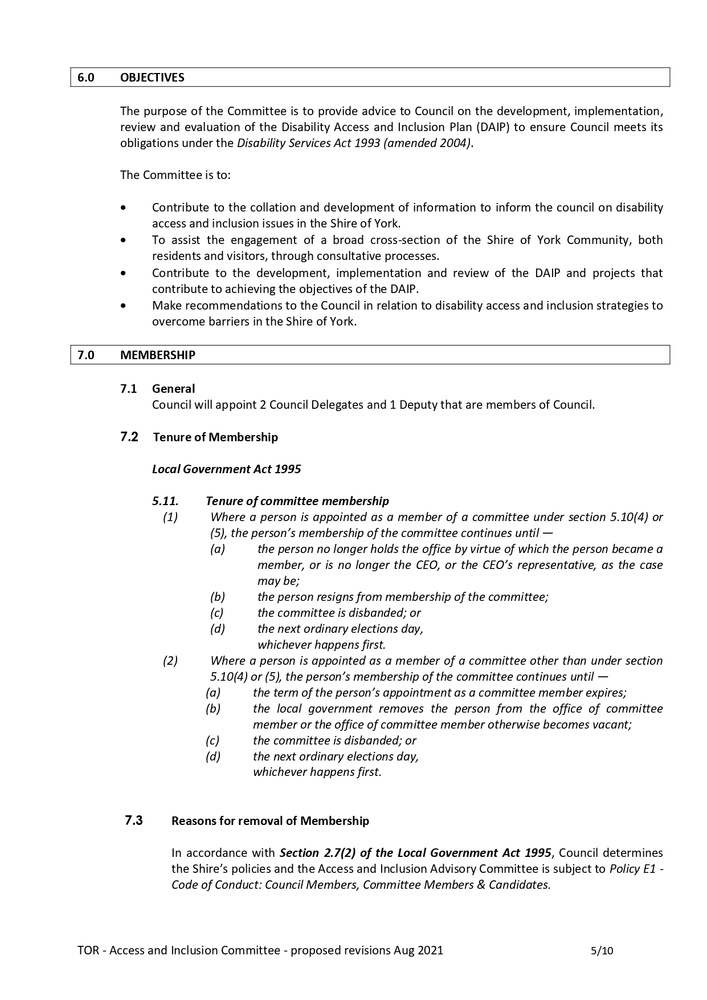 6.0 OBJECTIVES
The purpose of the Committee is to provide advice to Council on the development, implementation,
review and evaluation of the Disability Access and Inclusion Plan (DAIP) to ensure Council meets its
obligations under the Disability Services Act 1993 (amended 2004).
The Committee is to:
• Contribute to the collation and development of information to inform the council on disability
access and inclusion issues in the Shire of York.
• To assist the engagement of a broad cross-section of the Shire of York Community, both
residents and visitors, through consultative processes.
• Contribute to the development, implementation and review of the DAIP and projects that
contribute to achieving the objectives of the DAIP.
• Make recommendations to the Council in relation to disability access and inclusion strategies to
overcome barriers in the Shire of York.
7.0 MEMBERSHIP
7.1 General
Council will appoint 2 Council Delegates and 1 Deputy that are members of Council.
7.2 Tenure of Membership
Local Government Act 1995
5.11. Tenure of committee membership
(1) Where a person is appointed as a member of a committee under section 5.10(4) or
(5), the person’s membership of the committee continues until —
(a) the person no longer holds the office by virtue of which the person became a
member, or is no longer the CEO, or the CEO’s representative, as the case
may be;
(b) the person resigns from membership of the committee;
(c) the committee is disbanded; or
(d) the next ordinary elections day,
whichever happens first.
(2) Where a person is appointed as a member of a committee other than under section
5.10(4) or (5), the person’s membership of the committee continues until —
(a) the term of the person’s appointment as a committee member expires;
(b) the local government removes the person from the office of committee
member or the office of committee member otherwise becomes vacant;
(c) the committee is disbanded; or
(d) the next ordinary elections day,
whichever happens first.
7.3 Reasons for removal of Membership
In accordance with Section 2.7(2) of the Local Government Act 1995, Council determines
the Shire’s policies and the Access and Inclusion Advisory Committee is subject to Policy E1 -
Code of Conduct: Council Members, Committee Members & Candidates.
TOR - Access and Inclusion Committee - proposed revisions Aug 2021 5/10